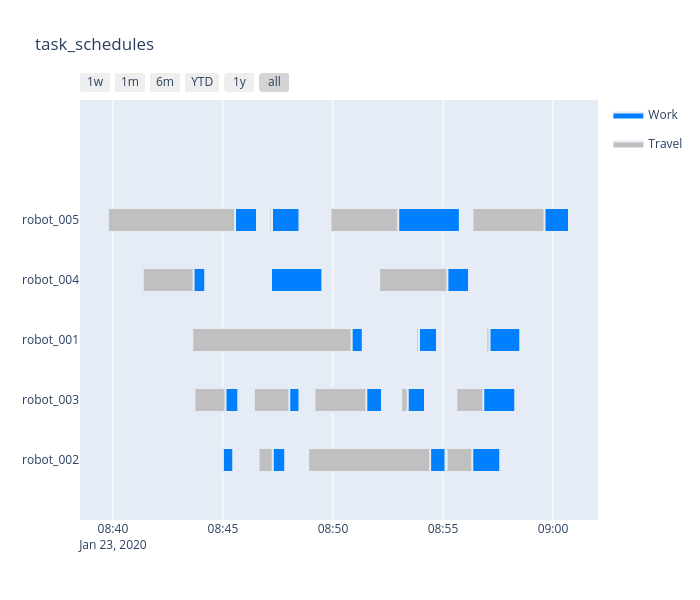 task_schedules
1w 1m 6m YTD 1y all
Work
Travel
robot_005
robot_004
robot_001
robot_003
robot_002
08:40 08:45 08:50 08:55 09:00
Jan 23, 2020